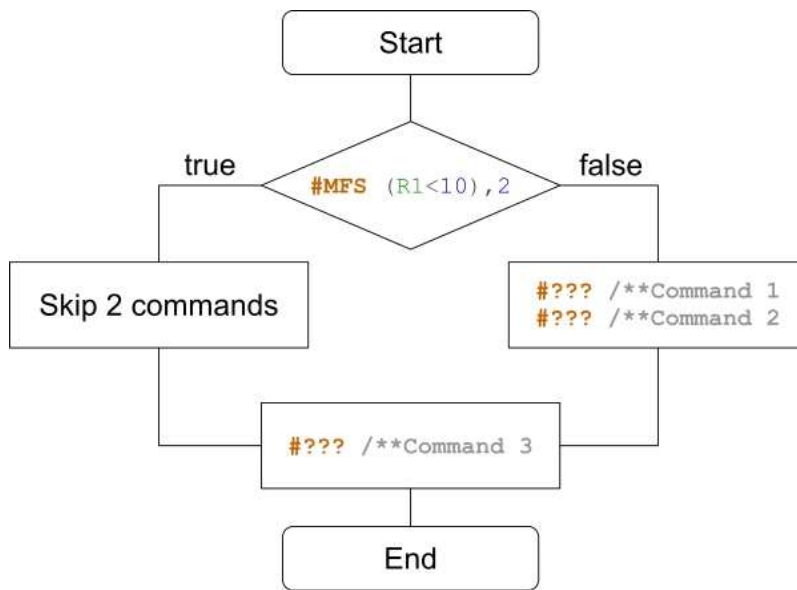 Start
true
#MFS (R1<10),2
false
Skip 2 commands
#??? /**Command 1
#??? /**Command 2
#??? /**Command 3
End